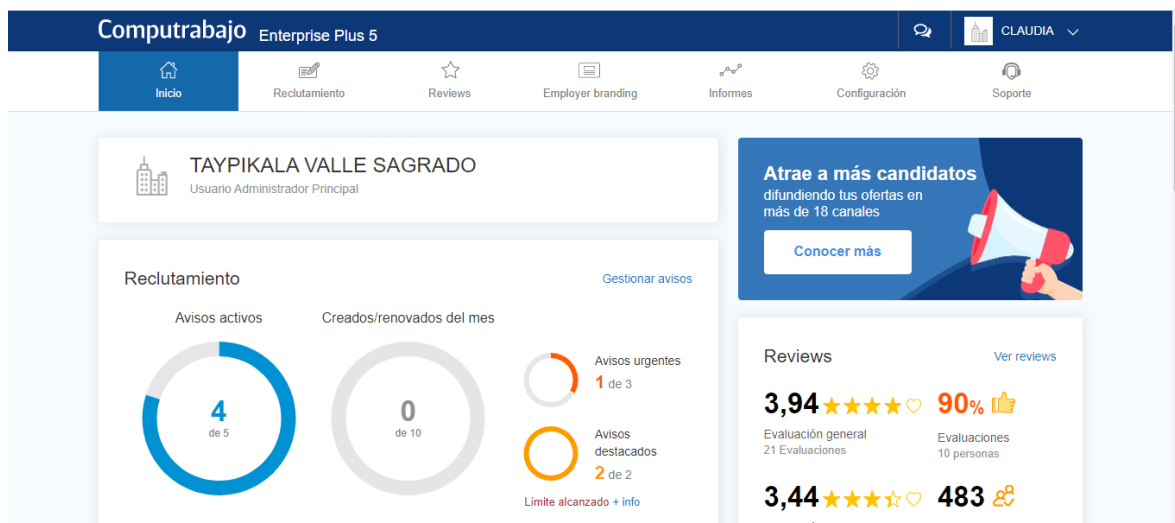 Computrabajo Enterprise Plus 5
CLAUDIA
Inicio
Reclutamiento
Reviews
Employer branding
Informes
Configuración
Soporte
TAYPIKALA VALLE SAGRADO
Usuario Administrador Principal
Atrae a más candidatos
difundiendo tus ofertas en
más de 18 canales
Conocer más
Reclutamiento
Gestionar avisos
Avisos activos
4
de 5
Creados/renovados del mes
0
de 10
Avisos urgentes
1 de 3
Avisos
destacados
2 de 2
Límite alcanzado + info
Reviews
Ver reviews
3,94
Evaluación general
21 Evaluaciones
90%
Evaluaciones
10 personas
3,44
483